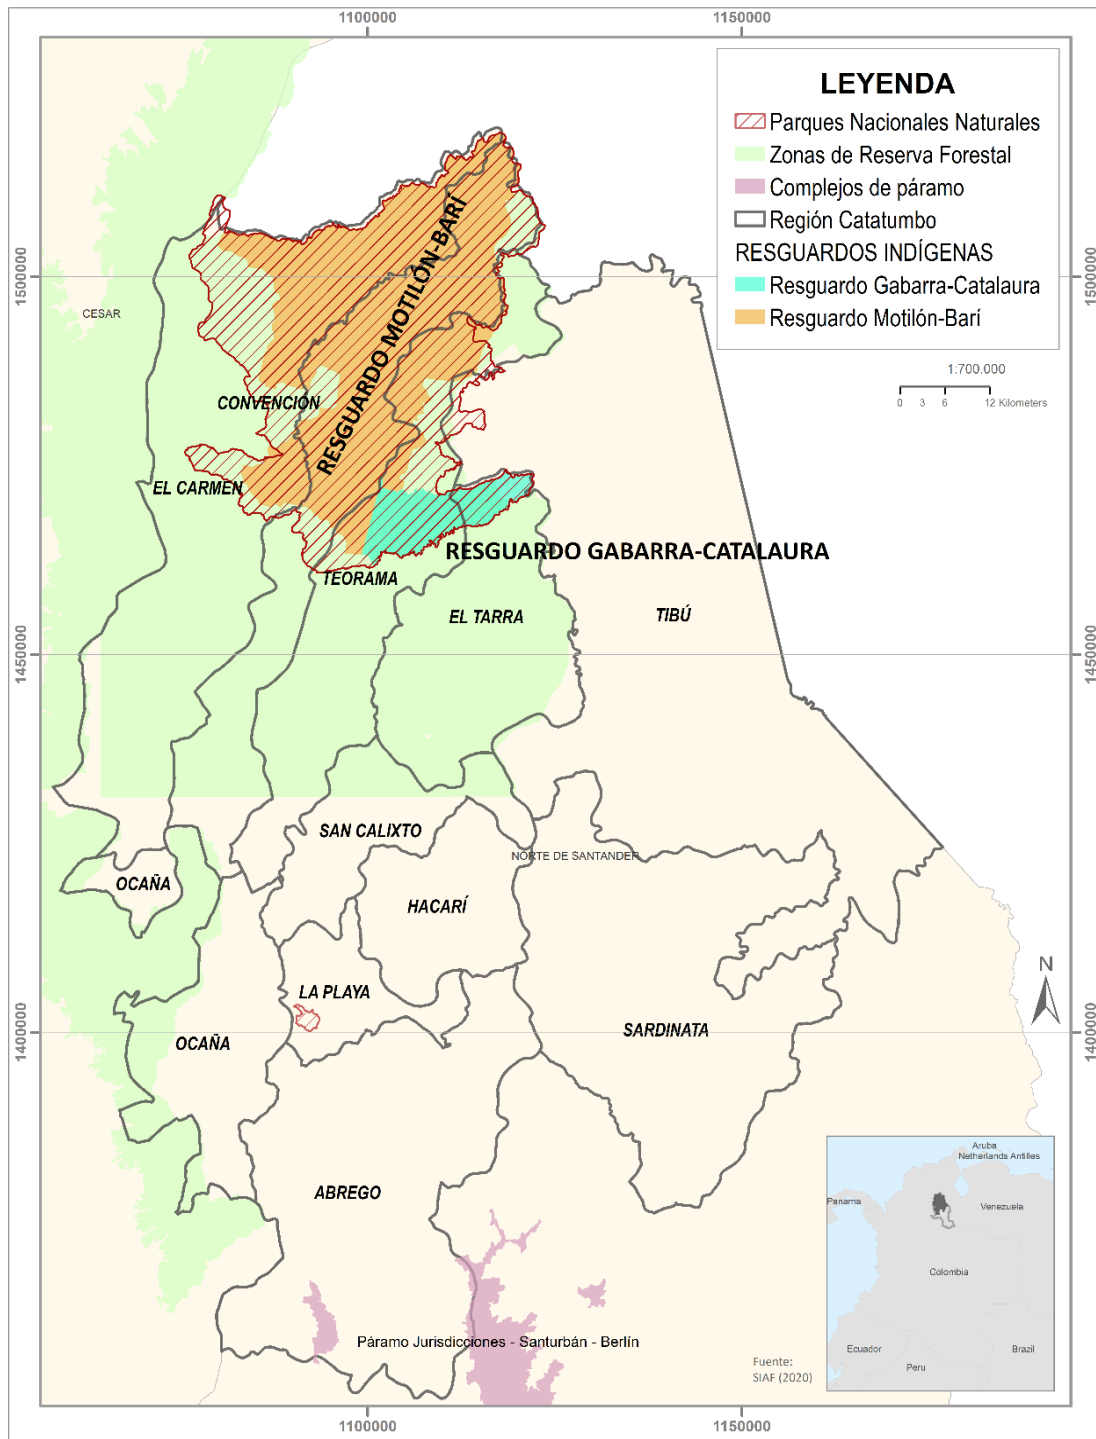 1100000
1150000
LEYENDA
Parques Nacionales Naturales
Zonas de Reserva Forestal
Complejos de páramo
Región Catatumbo
RESGUARDOS INDÍGENAS
Resguardo Gabarra-Catalaura
Resguardo Motilón-Barí
1:700.000
0 3 6 12 Kilometers
1500000
1500000
CESAR
RESGUARDO MOTILÓN-BARÍ
CONVENCIÓN
EL CARMEN
RESGUARDO GABARRA-CATALAURA
TEORAMA
EL TARRA
TIBÚ
1450000
1450000
SAN CALIXTO
NORTE DE SANTANDER
OCAÑA
HACARÍ
LA PLAYA
N
1400000
1400000
OCAÑA
SARDINATA
ABREGO
Aruba
Netherlands Antilles
Panama
Venezuela
Colombia
Ecuador
Peru
Brazil
Páramo Jurisdicciones - Santurbán - Berlín
Fuente:
SIAF (2020)
1100000
1150000